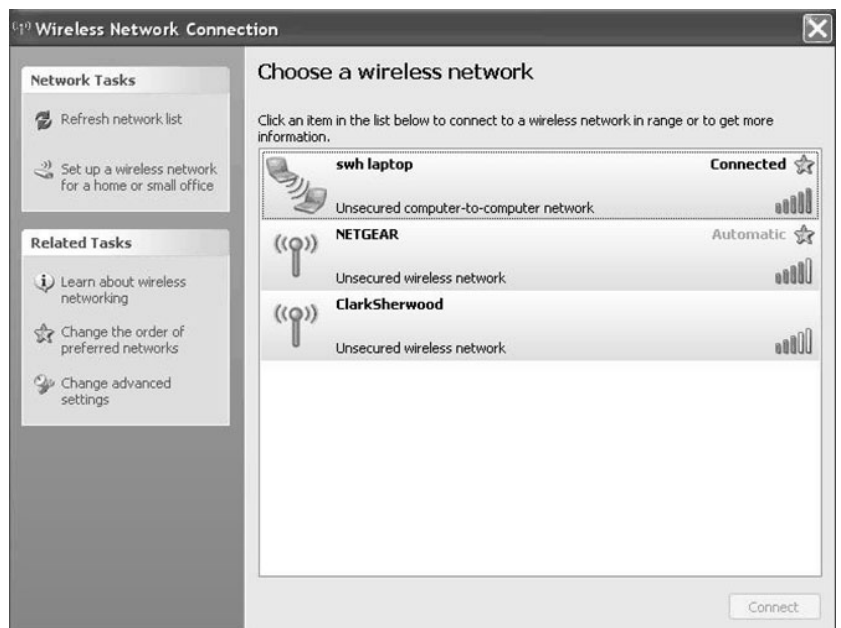 Wireless Network Connection
Network Tasks
Refresh network list
Set up a wireless network
for a home or small office
Related Tasks
Learn about wireless
networking
Change the order of
preferred networks
Change advanced
settings
Choose a wireless network
Click an item in the list below to connect to a wireless network in range or to get more
information.
swh laptop Connected
Unsecured computer-to-computer network
NETGEAR Automatic
Unsecured wireless network
ClarkSherwood
Unsecured wireless network
Connect